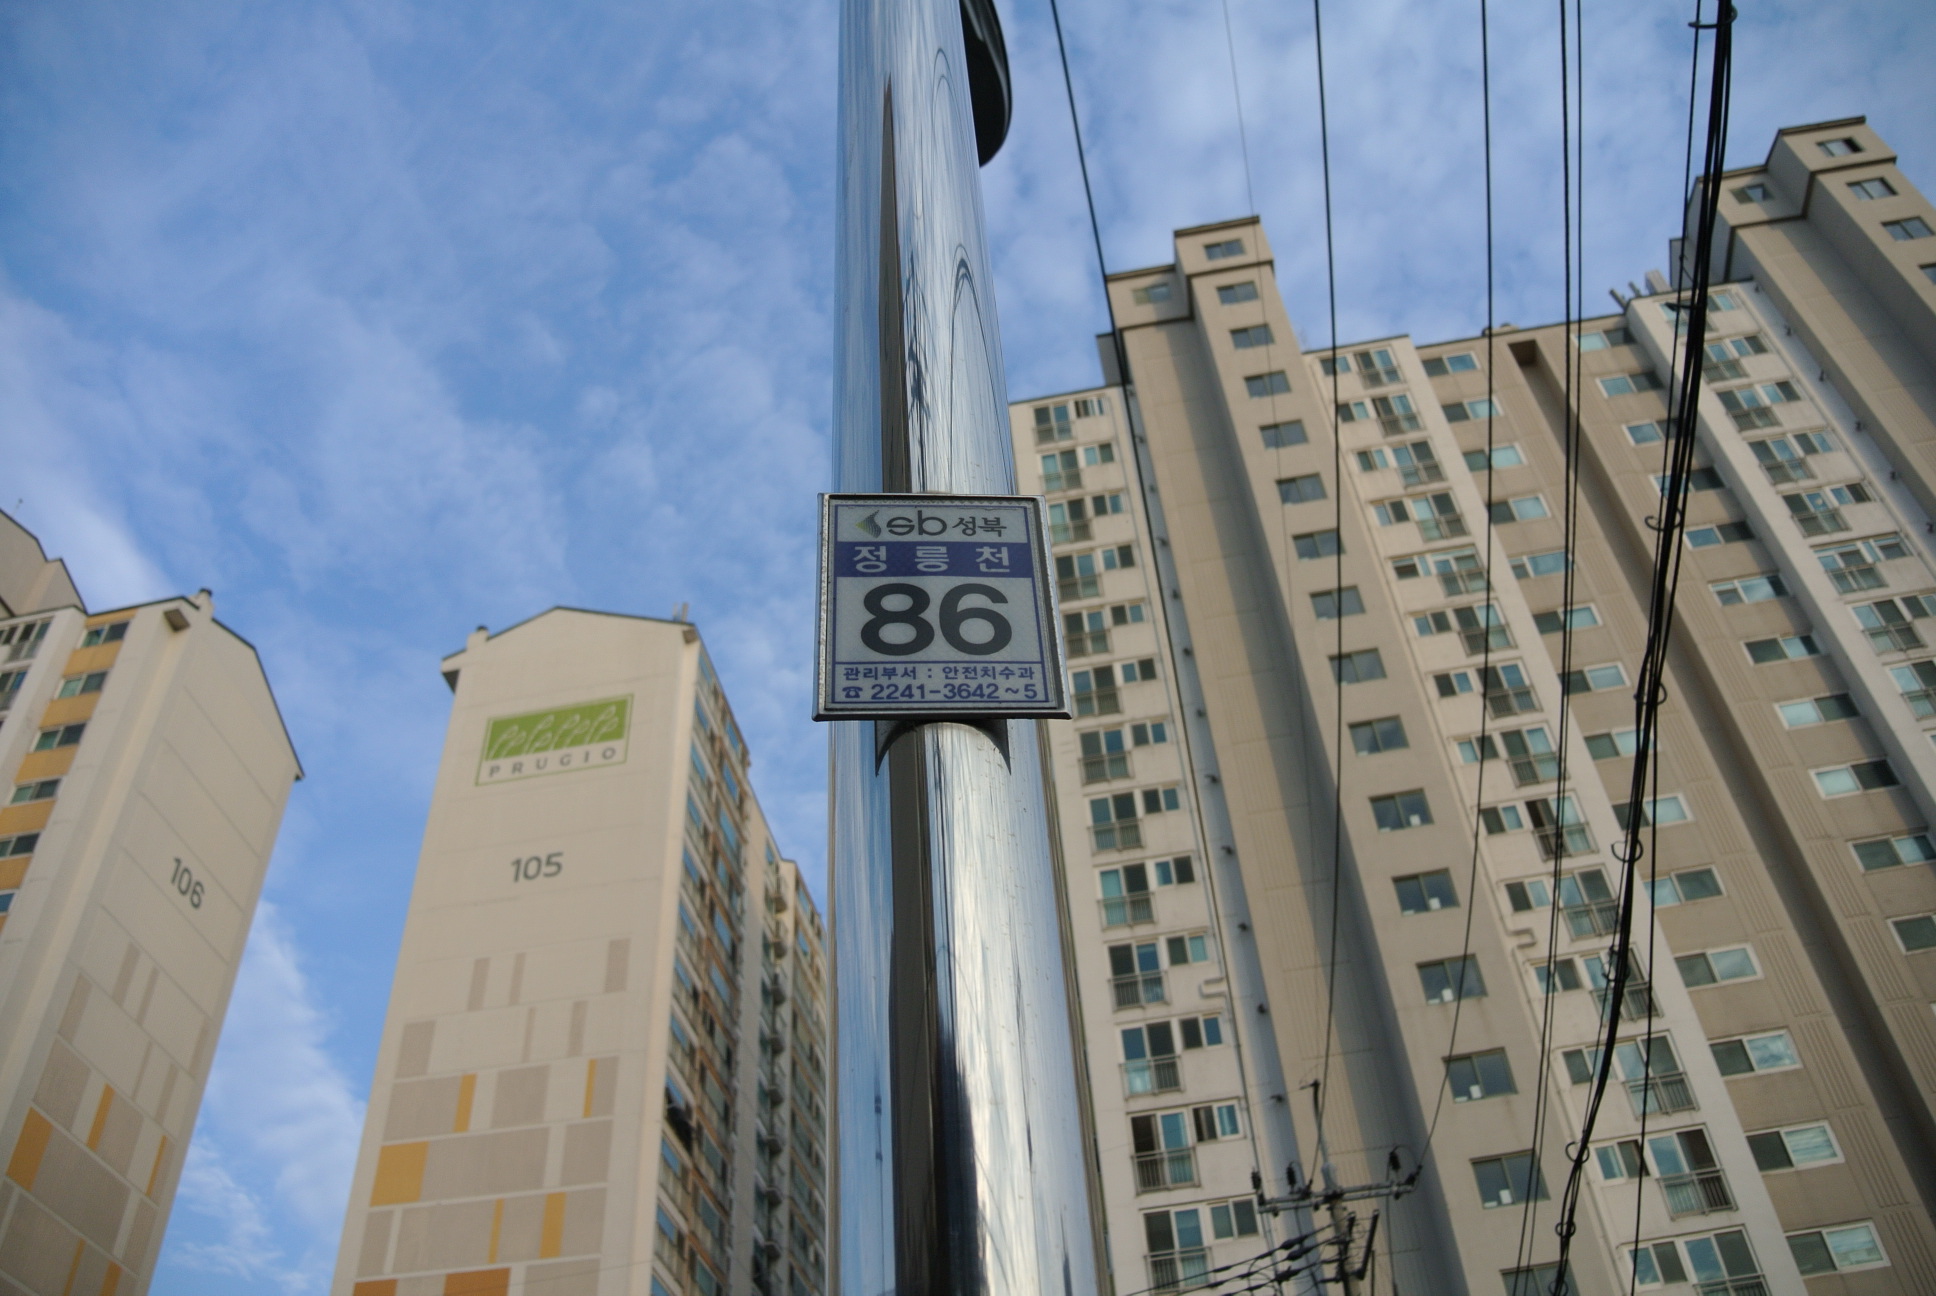 sb성북
정릉천
86
관리부서 : 안전치수과
☎ 2241-3642~5
PRUGIO
105
106